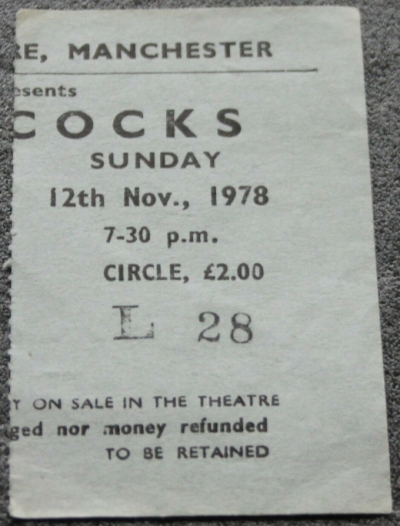 RE, MANCHESTER
esents
COCKS
SUNDAY
12th Nov., 1978
7-30 p.m.
CIRCLE, £2.00
L 28
Y ON SALE IN THE THEATRE
ged nor money refunded
TO BE RETAINED